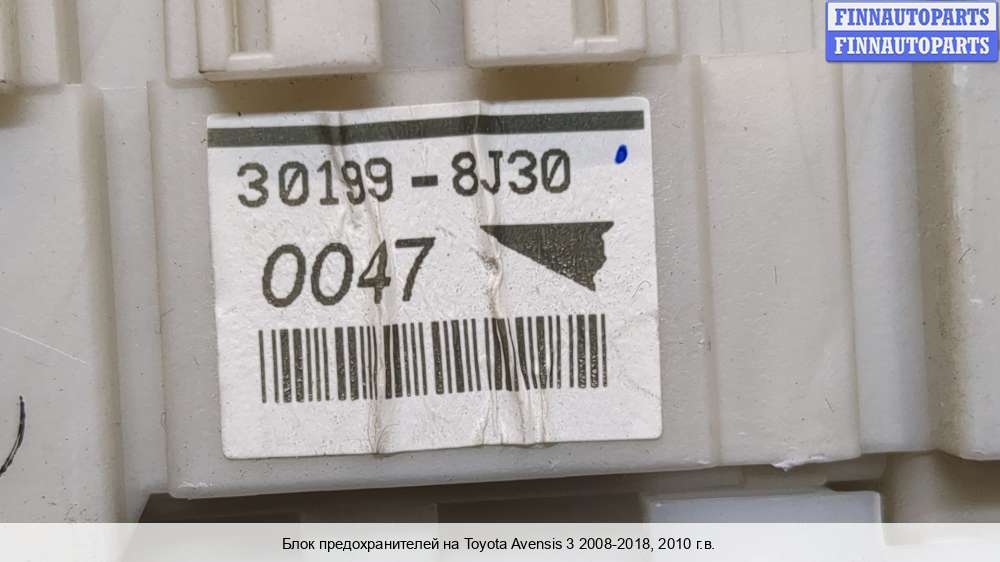 FINNAUTOPARTS
FINNAUTOPARTS
30199-8J30
0047
Блок предохранителей на Toyota Avensis 3 2008-2018, 2010 г.в.